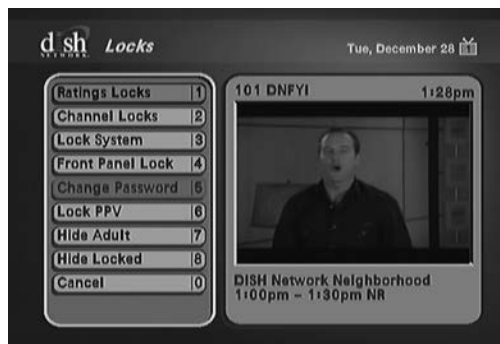 dish Locks Tue, December 28
NETWORK
Ratings Locks 1
Channel Locks 2
Lock System 3
Front Panel Lock 4
Change Password 5
Lock PPV 6
Hide Adult 7
Hide Locked 8
Cancel 0
101 DNFYI 1:28pm
DISH Network Neighborhood
1:00pm - 1:30pm NR